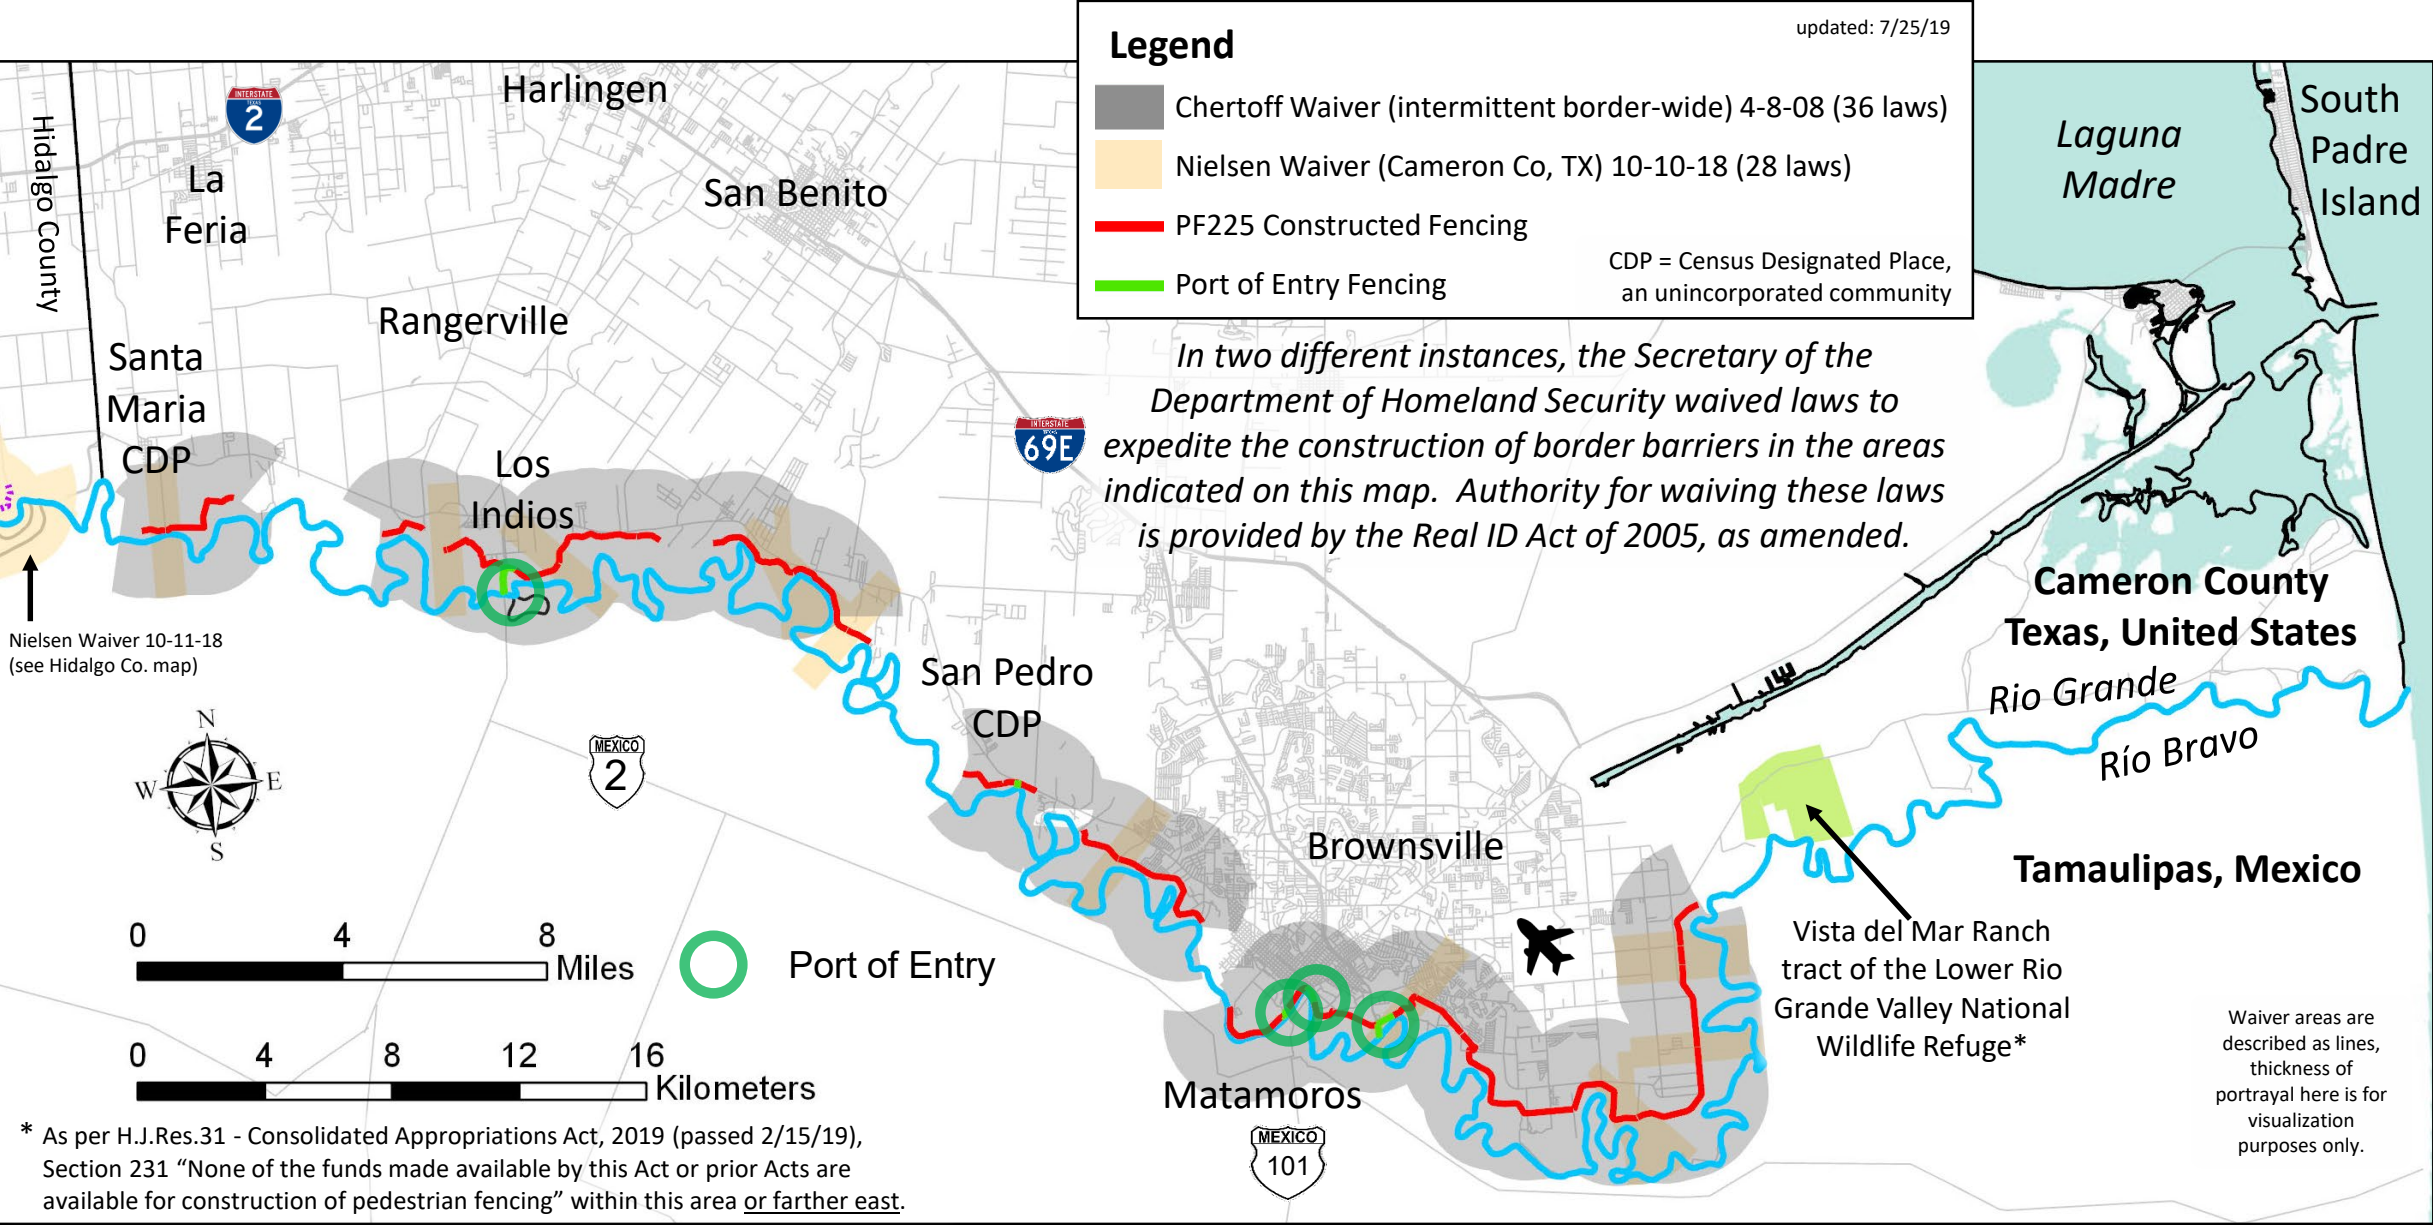 updated: 7/25/19
Legend
Chertoff Waiver (intermittent border-wide) 4-8-08 (36 laws)
Nielsen Waiver (Cameron Co, TX) 10-10-18 (28 laws)
PF225 Constructed Fencing
Port of Entry Fencing
CDP = Census Designated Place,
an unincorporated community
Hidalgo County
INTERSTATE
TEXAS
2
Harlingen
La
Feria
San Benito
Rangerville
Santa
Maria
CDP
Los
Indios
INTERSTATE
TEXAS
69E
In two different instances, the Secretary of the
Department of Homeland Security waived laws to
expedite the construction of border barriers in the areas
indicated on this map.  Authority for waiving these laws
is provided by the Real ID Act of 2005, as amended.
Laguna
Madre
South
Padre
Island
Cameron County
Texas, United States
Rio Grande
Río Bravo
Tamaulipas, Mexico
Nielsen Waiver 10-11-18
(see Hidalgo Co. map)
San Pedro
CDP
N
W
E
S
MEXICO
2
Brownsville
Vista del Mar Ranch
tract of the Lower Rio
Grande Valley National
Wildlife Refuge*
0 4 8
Miles
Port of Entry
0 4 8 12 16
Kilometers
Matamoros
MEXICO
101
Waiver areas are
described as lines,
thickness of
portrayal here is for
visualization
purposes only.
* As per H.J.Res.31 - Consolidated Appropriations Act, 2019 (passed 2/15/19),
Section 231 “None of the funds made available by this Act or prior Acts are
available for construction of pedestrian fencing” within this area or farther east.